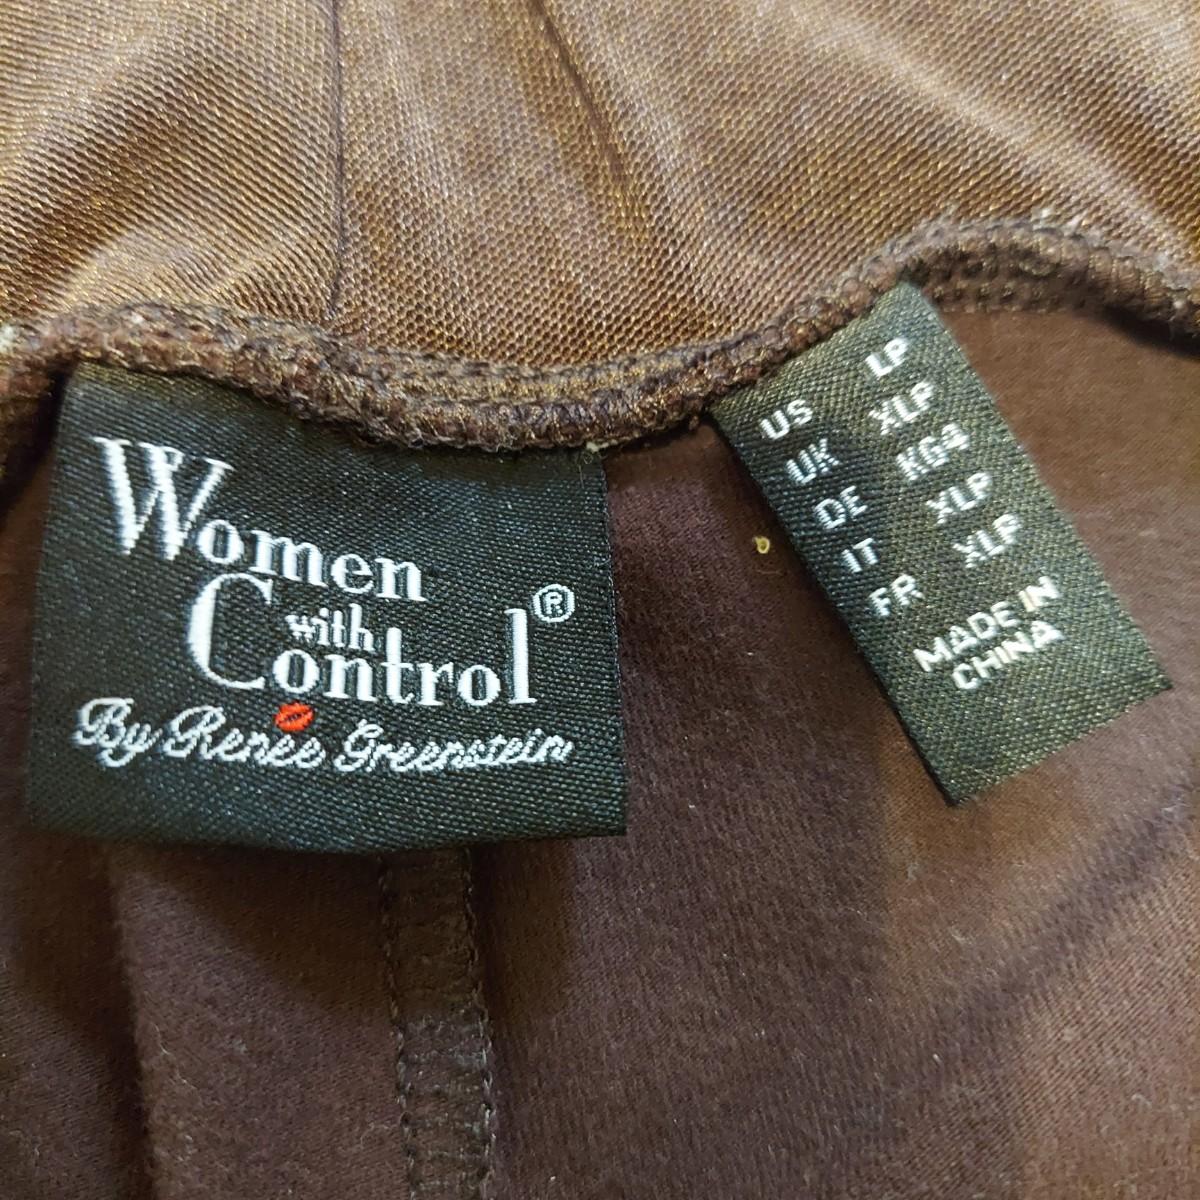 Women
with
Control®
By Renée Greenstein
US LP
UK XLP
DE KG4
IT XLP
FR XLP
MADE IN
CHINA